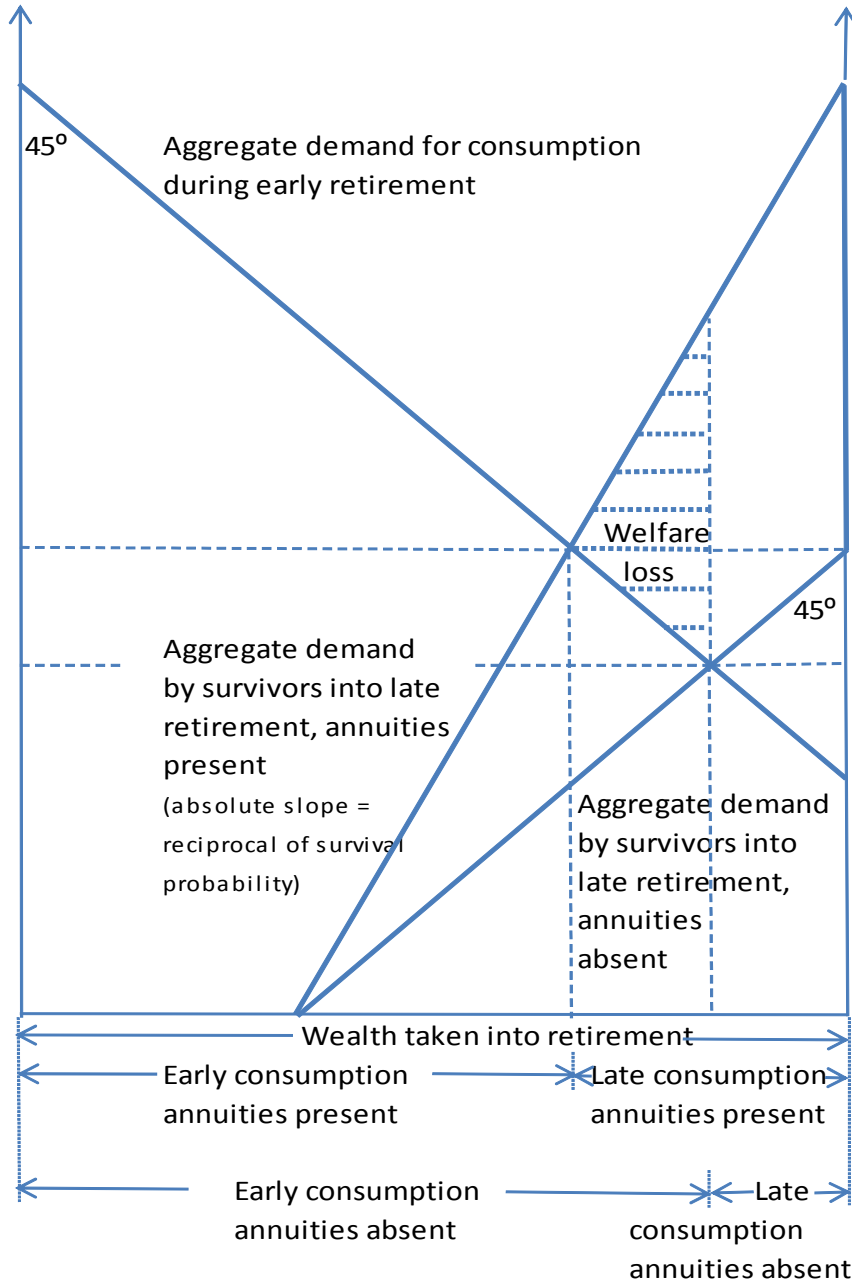 45º
Aggregate demand for consumption
during early retirement
Welfare
loss
45º
Aggregate demand
by survivors into late
retirement, annuities
present
(absolute slope =
reciprocal of survival
probability)
Aggregate demand
by survivors into
late retirement,
annuities
absent
Wealth taken into retirement
Early consumption
annuities present
Late consumption
annuities present
Early consumption
annuities absent
Late
consumption
annuities absent